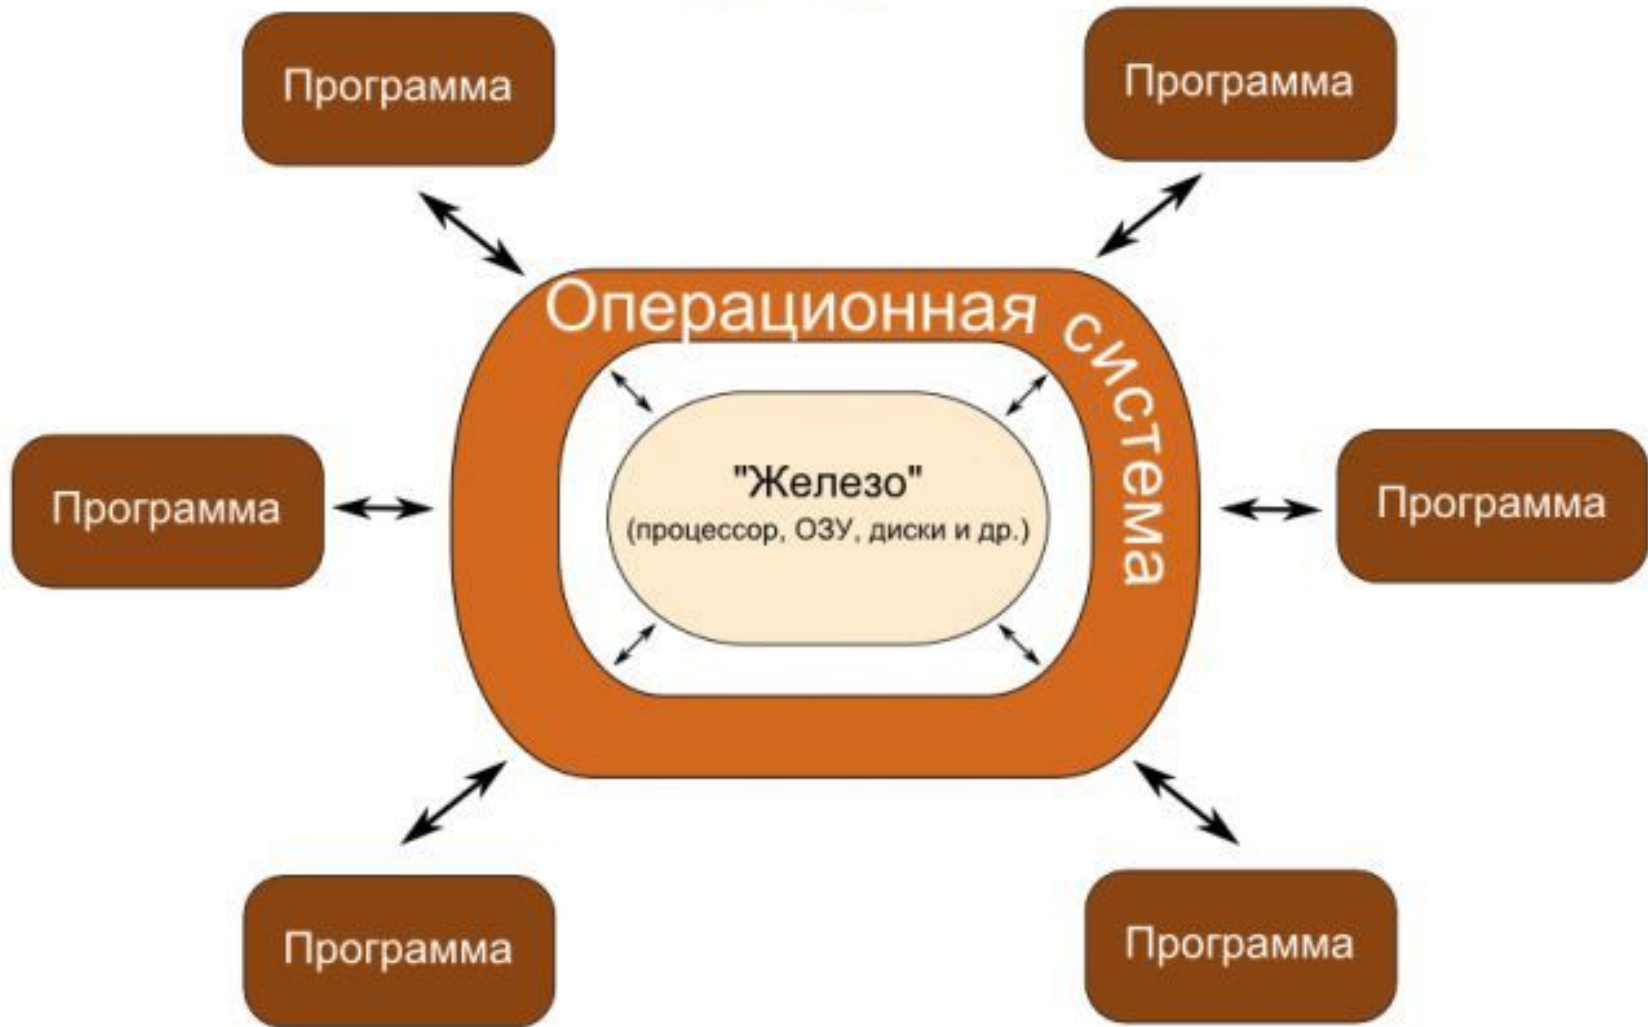 Программа
Программа
Операционная система
"Железо"
(процессор, ОЗУ, диски и др.)
Программа
Программа
Программа
Программа